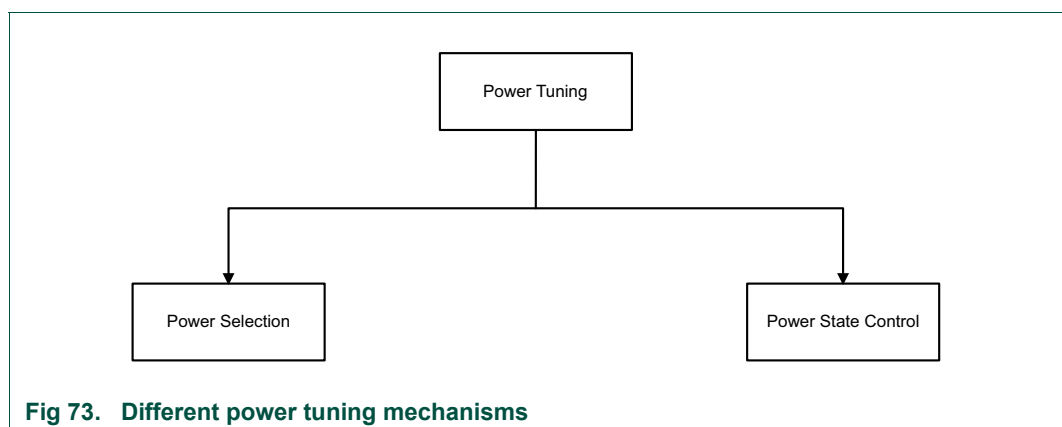 Power Tuning
Power Selection
Power State Control
Fig 73. Different power tuning mechanisms